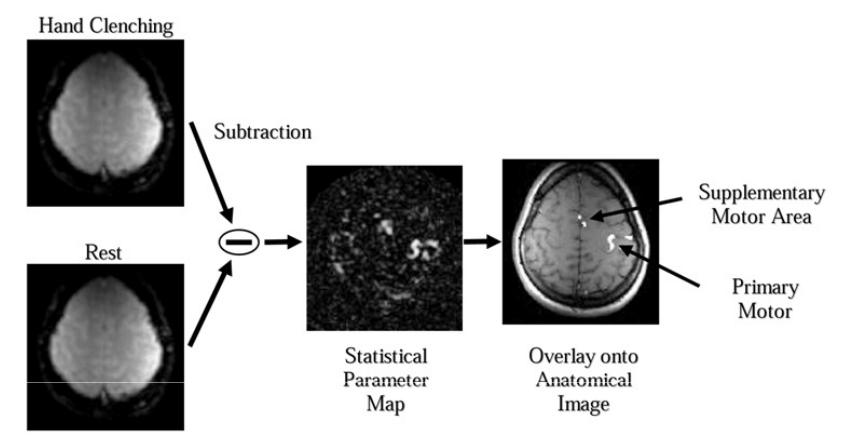 Hand Clenching
Subtraction
Rest
Supplementary
Motor Area
Primary
Motor
Statistical
Parameter
Map
Overlay onto
Anatomical
Image